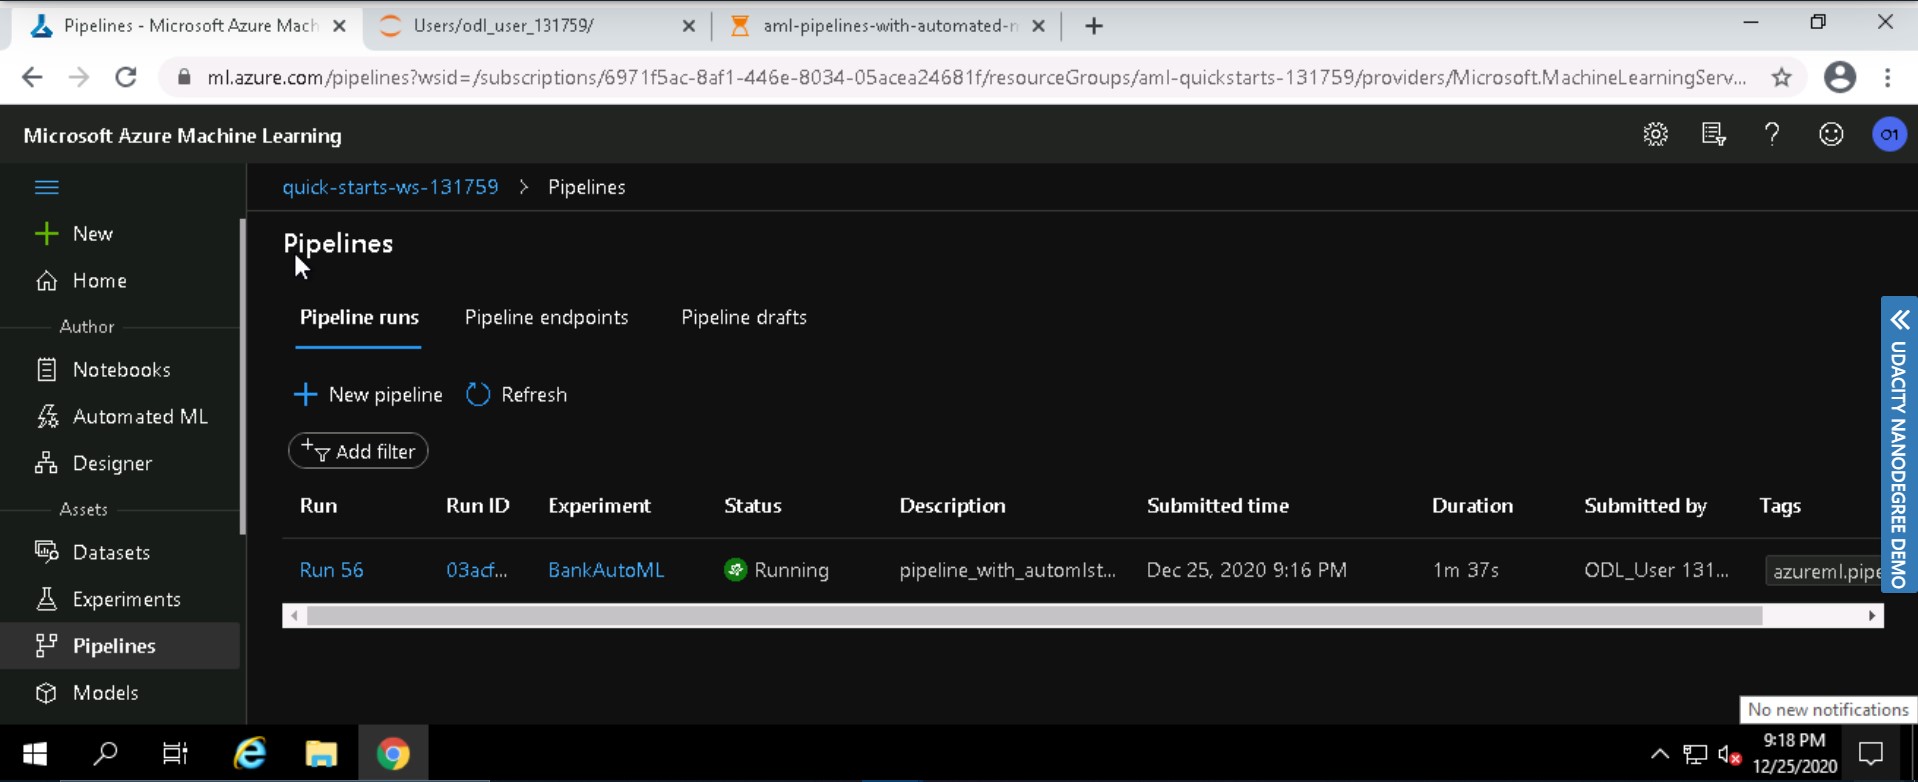 Pipelines - Microsoft Azure Mach
Users/odl_user_131759/
aml-pipelines-with-automated-n
ml.azure.com/pipelines?wsid=/subscriptions/6971f5ac-8af1-446e-8034-05acea24681f/resourceGroups/aml-quickstarts-131759/providers/Microsoft.MachineLearningServ...
Microsoft Azure Machine Learning
O1
quick-starts-ws-131759 > Pipelines
New
Home
Author
Notebooks
Automated ML
Designer
Assets
Datasets
Experiments
Pipelines
Models
Pipelines
Pipeline runs Pipeline endpoints Pipeline drafts
New pipeline Refresh
Add filter
Run Run ID Experiment Status Description Submitted time Duration Submitted by Tags
Run 56 03acf... BankAutoML Running pipeline_with_automlst... Dec 25, 2020 9:16 PM 1m 37s ODL_User 131... azureml.pipe
UDACITY NANODEGREE DEMO
No new notifications
9:18 PM
12/25/2020